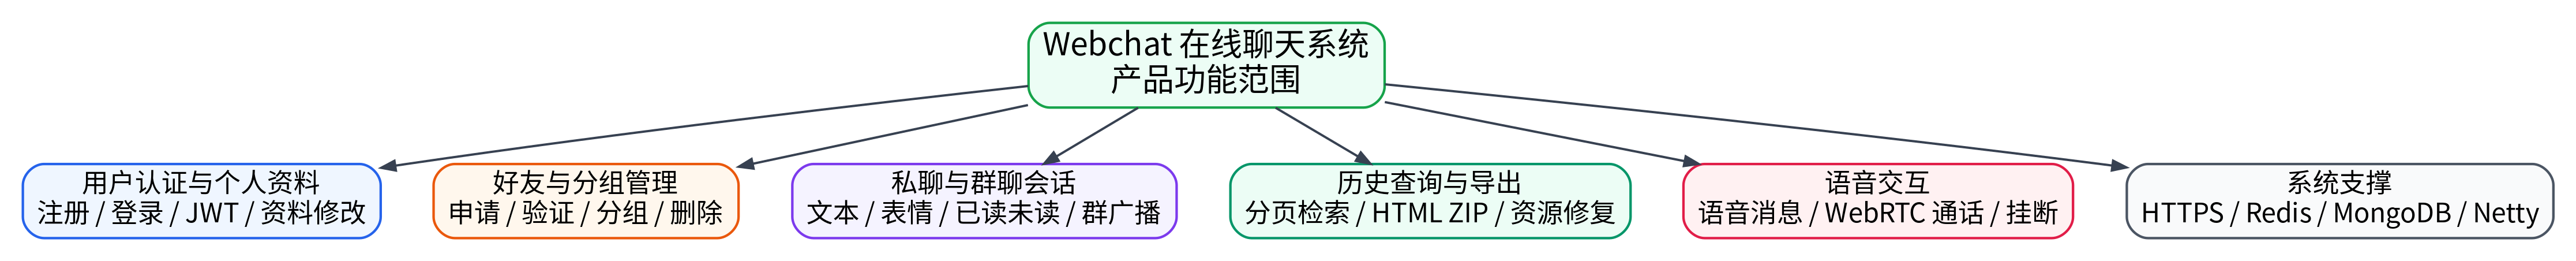 Webchat 在线聊天系统
产品功能范围
用户认证与个人资料
注册 / 登录 / JWT / 资料修改
好友与分组管理
申请 / 验证 / 分组 / 删除
私聊与群聊会话
文本 / 表情 / 已读未读 / 群广播
历史查询与导出
分页检索 / HTML ZIP / 资源修复
语音交互
语音消息 / WebRTC 通话 / 挂断
系统支撑
HTTPS / Redis / MongoDB / Netty